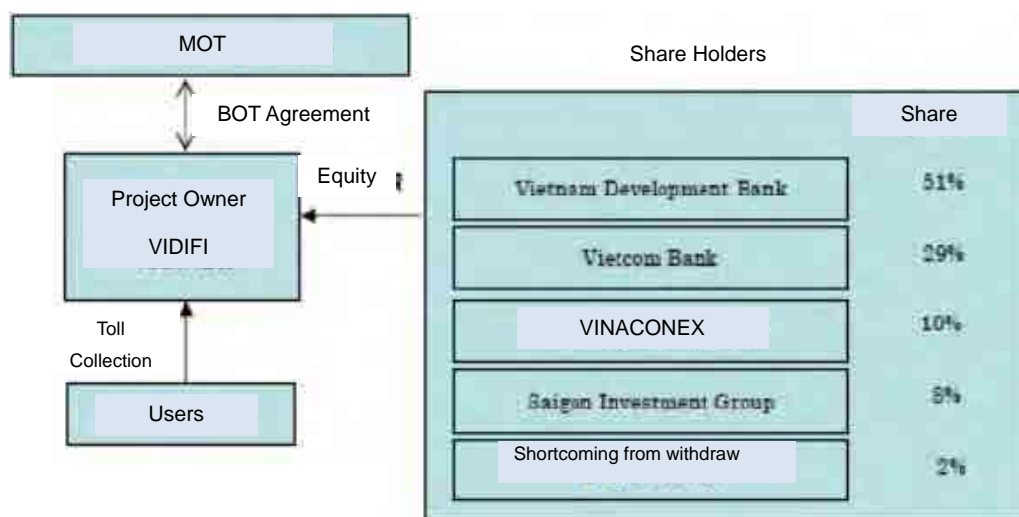 MOT
Share Holders
BOT Agreement
Share
Equity
Project Owner
VIDIFI
Vietnam Development Bank 51%
Vietcom Bank 29%
VINACONEX 10%
Toll
Collection
Saigon Investment Group 8%
Users
Shortcoming from withdraw 2%